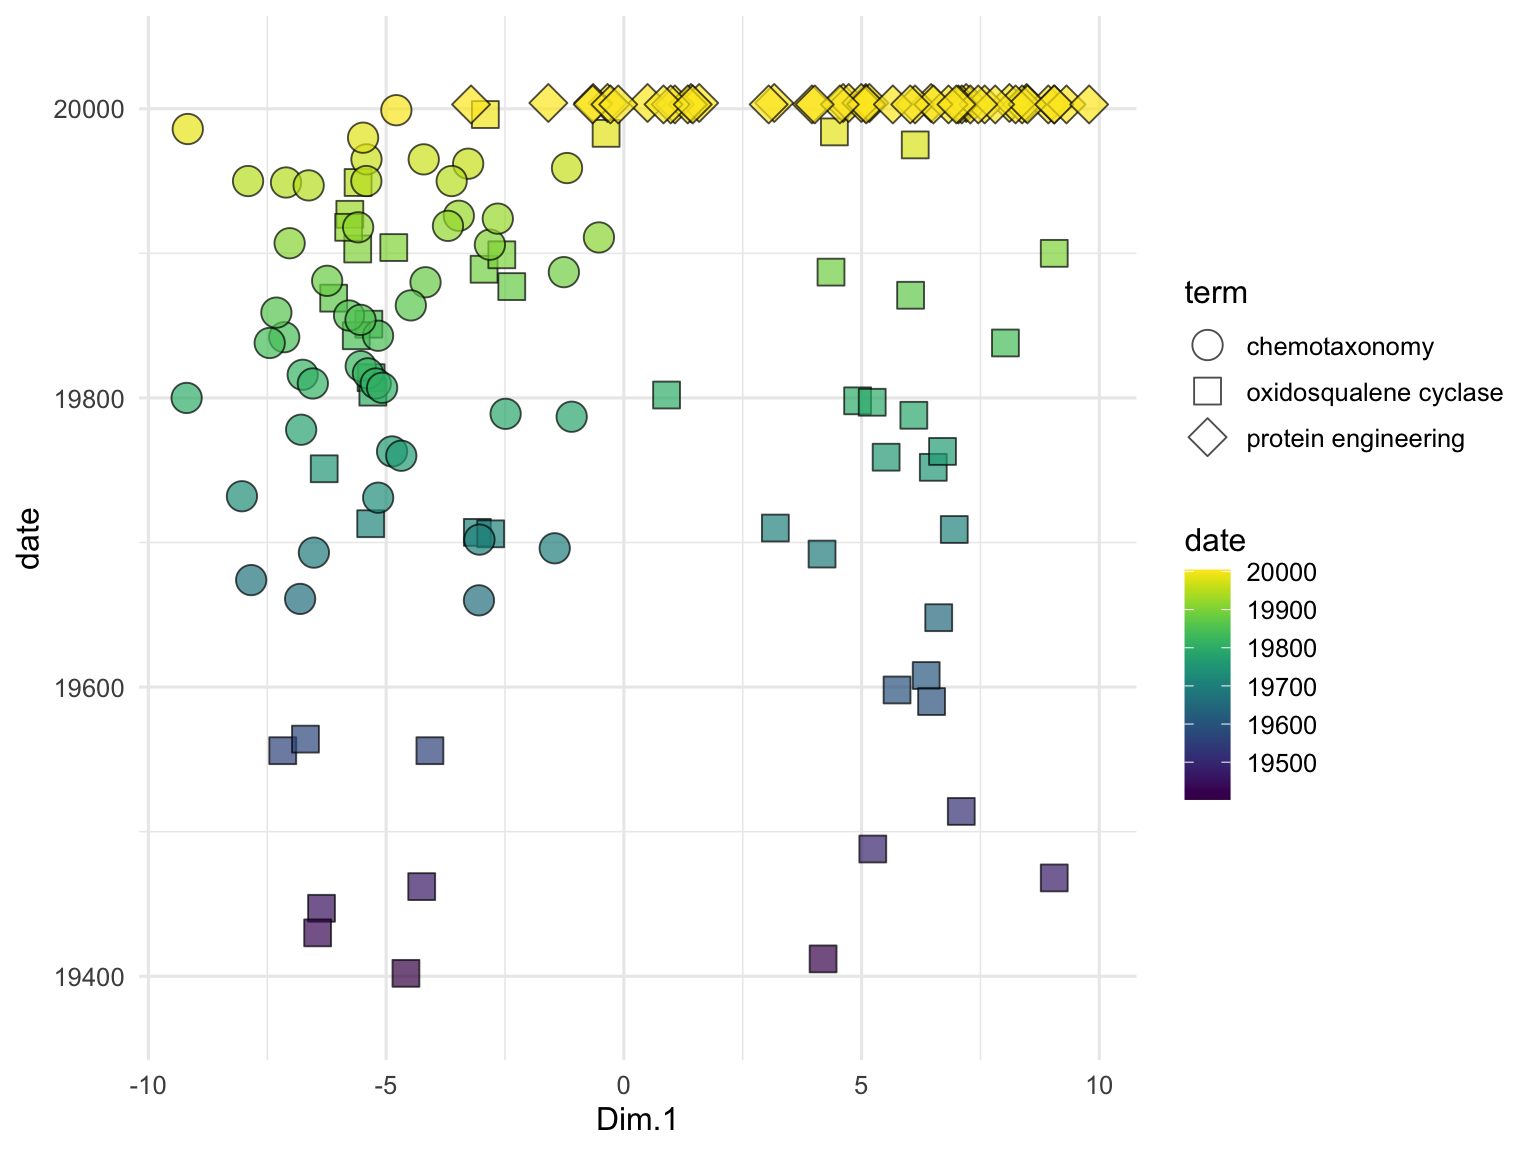 20000
19800
19600
19400
date
-10 -5 0 5 10
Dim.1
term
chemotaxonomy
oxidosqualene cyclase
protein engineering
date
20000
19900
19800
19700
19600
19500